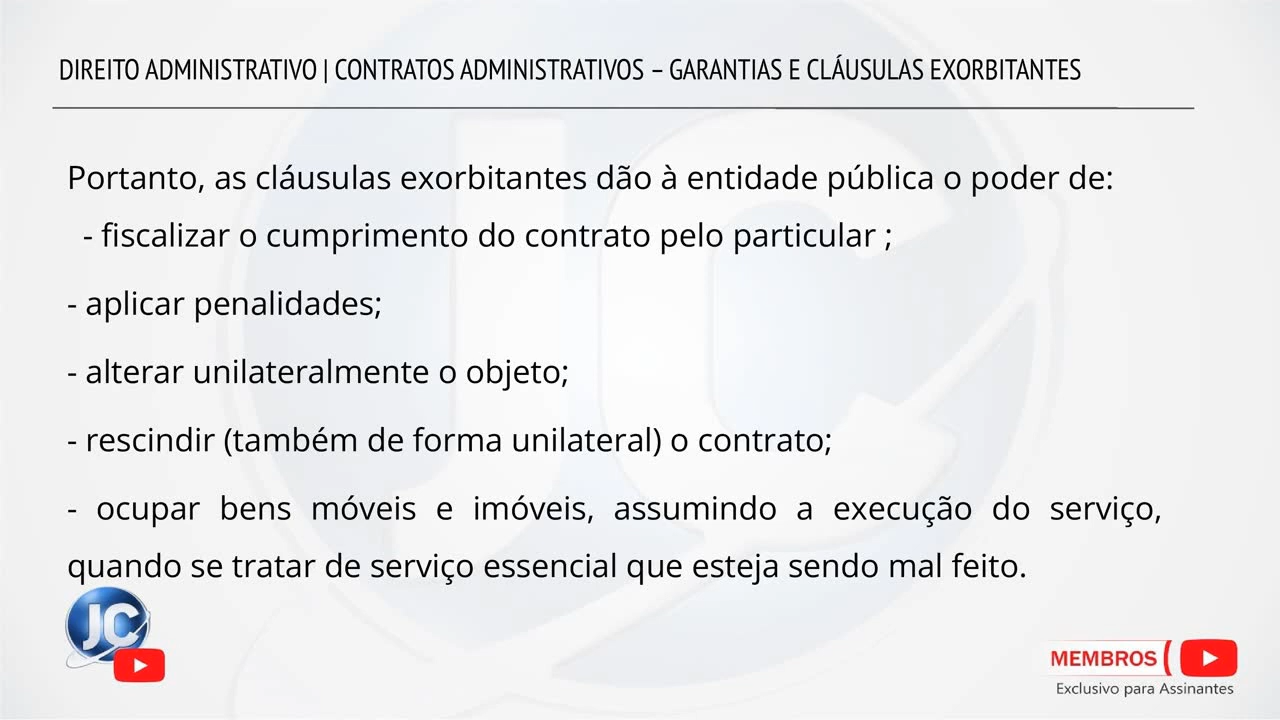 DIREITO ADMINISTRATIVO | CONTRATOS ADMINISTRATIVOS – GARANTIAS E CLÁUSULAS EXORBITANTES
Portanto, as cláusulas exorbitantes dão à entidade pública o poder de:
- fiscalizar o cumprimento do contrato pelo particular ;
- aplicar penalidades;
- alterar unilateralmente o objeto;
- rescindir (também de forma unilateral) o contrato;
- ocupar bens móveis e imóveis, assumindo a execução do serviço,
quando se tratar de serviço essencial que esteja sendo mal feito.
JC
MEMBROS
Exclusivo para Assinantes